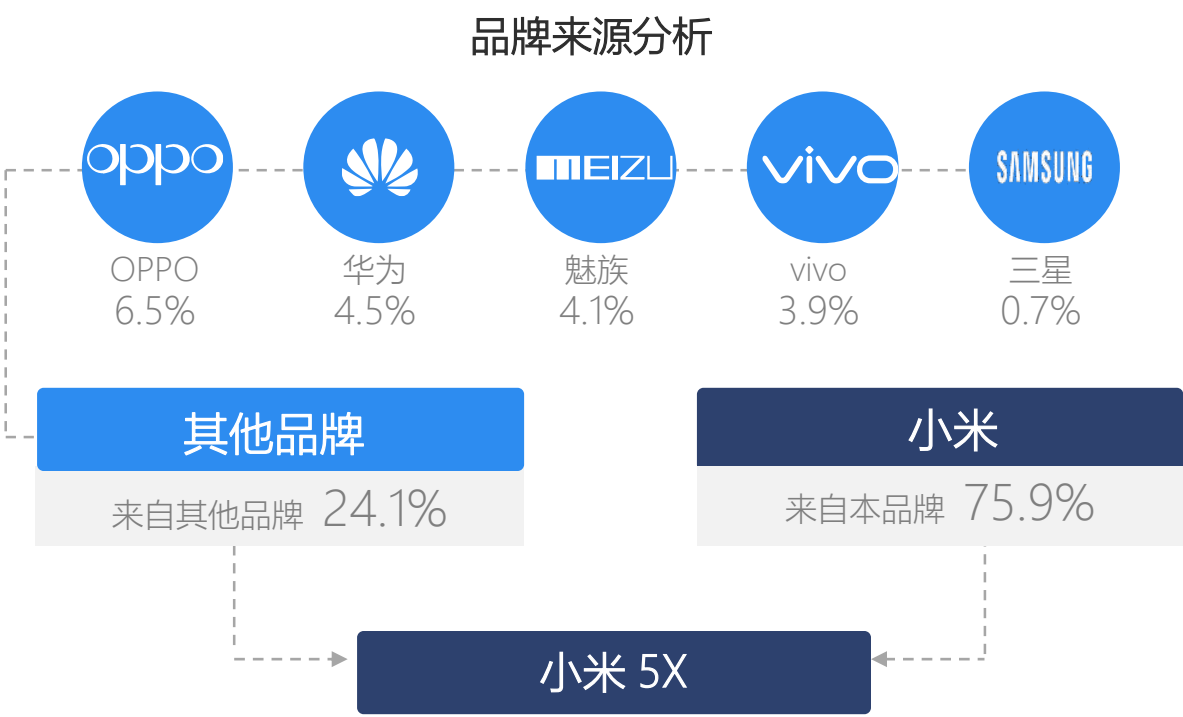 品牌来源分析
oppo
MEIZU
vivo
SAMSUNG
OPPO
6.5%
华为
4.5%
魅族
4.1%
vivo
3.9%
三星
0.7%
其他品牌
来自其他品牌 24.1%
小米
来自本品牌 75.9%
小米 5X